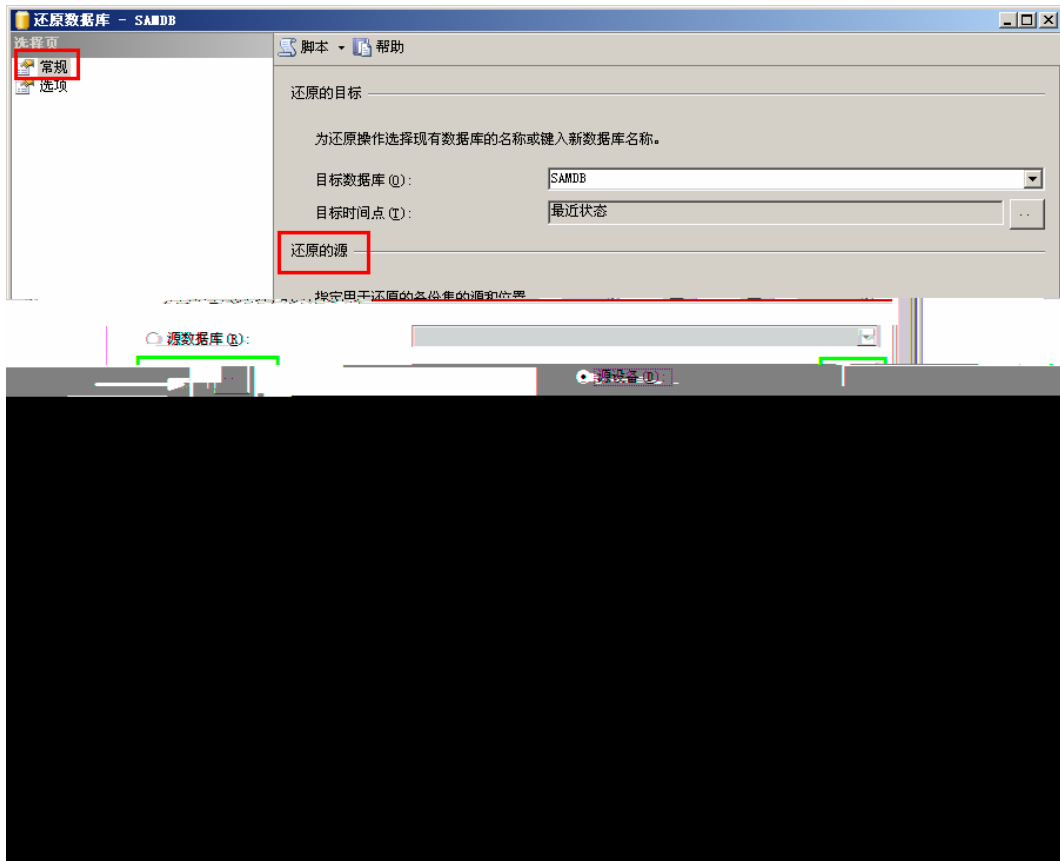 还原数据库 - SAMDB
选择页
常规
选项
脚本 帮助
还原的目标
为还原操作选择现有数据库的名称或键入新数据库名称。
目标数据库(O): SAMDB
目标时间点(T): 最近状态
还原的源
指定用于还原的备份集的源和位置
源数据库(R):
源设备(D):